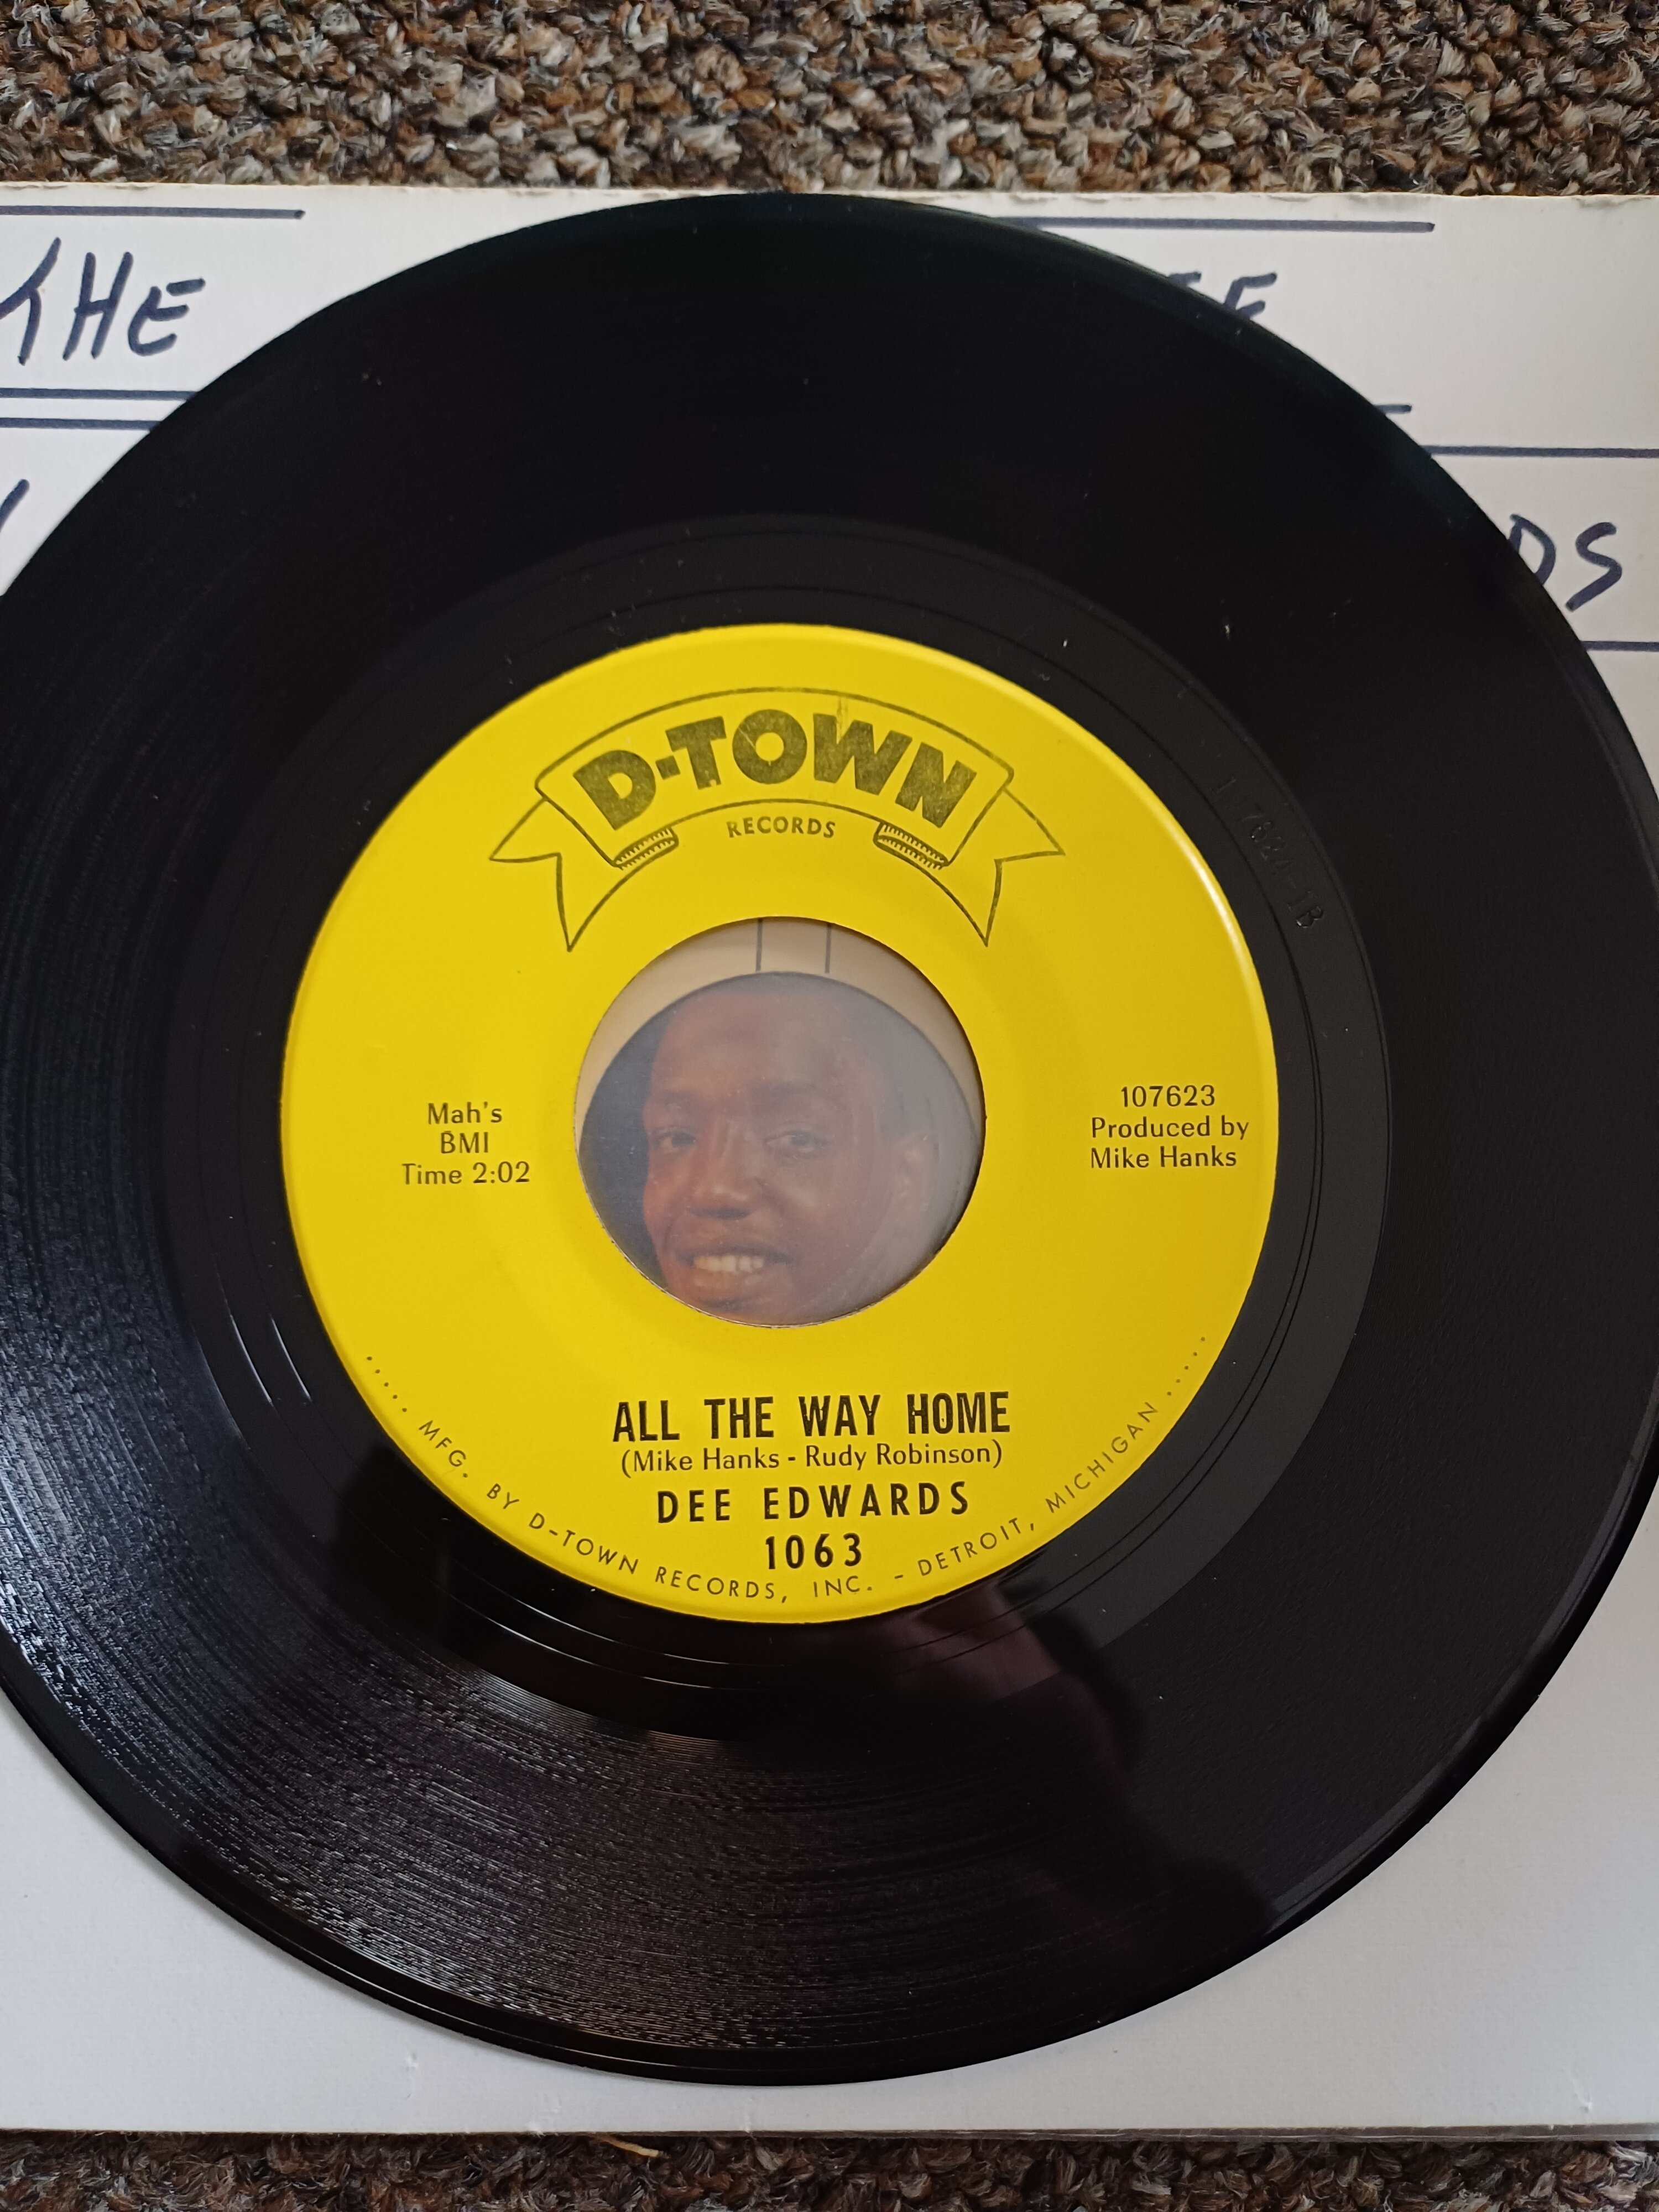 THE
DS
D-TOWN
RECORDS
Mah's
BMI
Time 2:02
107623
Produced by
Mike Hanks
ALL THE WAY HOME
(Mike Hanks - Rudy Robinson)
DEE EDWARDS
1063
..... MFG. BY D-TOWN RECORDS, INC. - DETROIT, MICHIGAN .....